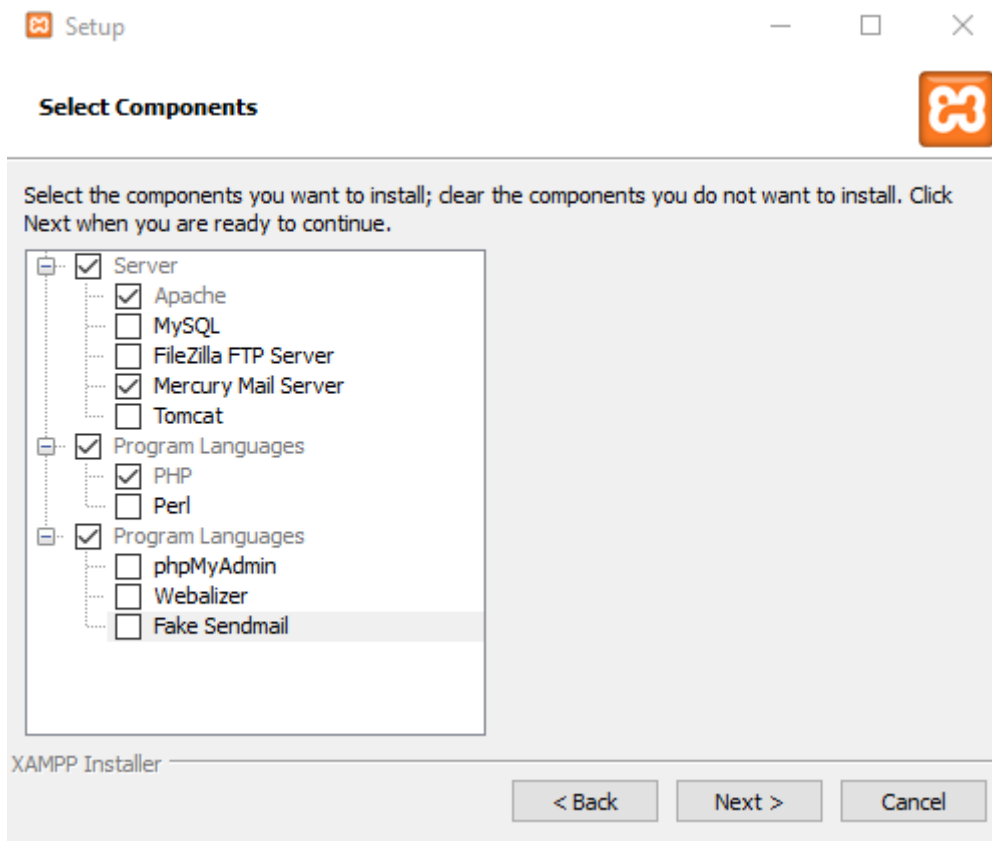 Setup
Select Components
Select the components you want to install; clear the components you do not want to install. Click
Next when you are ready to continue.
Server
Apache
MySQL
FileZilla FTP Server
Mercury Mail Server
Tomcat
Program Languages
PHP
Perl
Program Languages
phpMyAdmin
Webalizer
Fake Sendmail
XAMPP Installer
< Back
Next >
Cancel